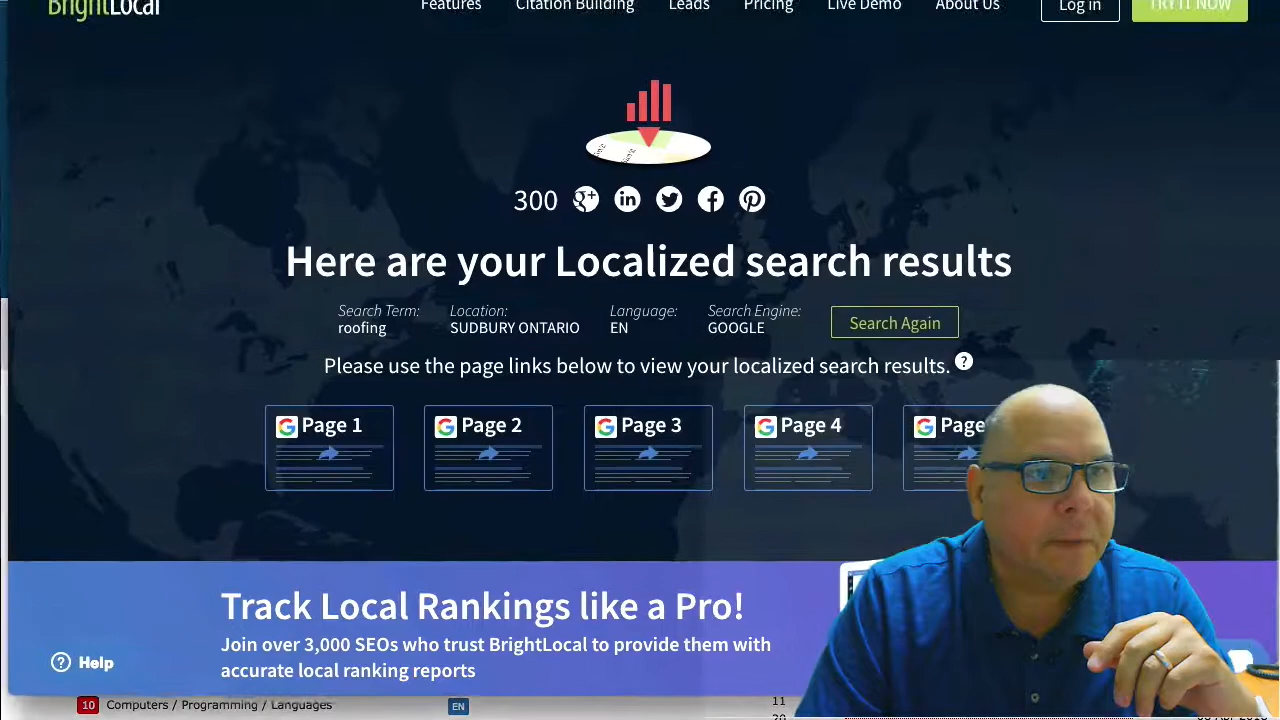 BrightLocal
Features Citation Building Leads Pricing Live Demo About Us Log in TRY IT NOW
300
Here are your Localized search results
Search Term: Location: Language: Search Engine:
roofing SUDBURY ONTARIO EN GOOGLE Search Again
Please use the page links below to view your localized search results. ?
Page 1 Page 2 Page 3 Page 4 Page
Track Local Rankings like a Pro!
Join over 3,000 SEOs who trust BrightLocal to provide them with
accurate local ranking reports
? Help
10 Computers / Programming / Languages EN 11